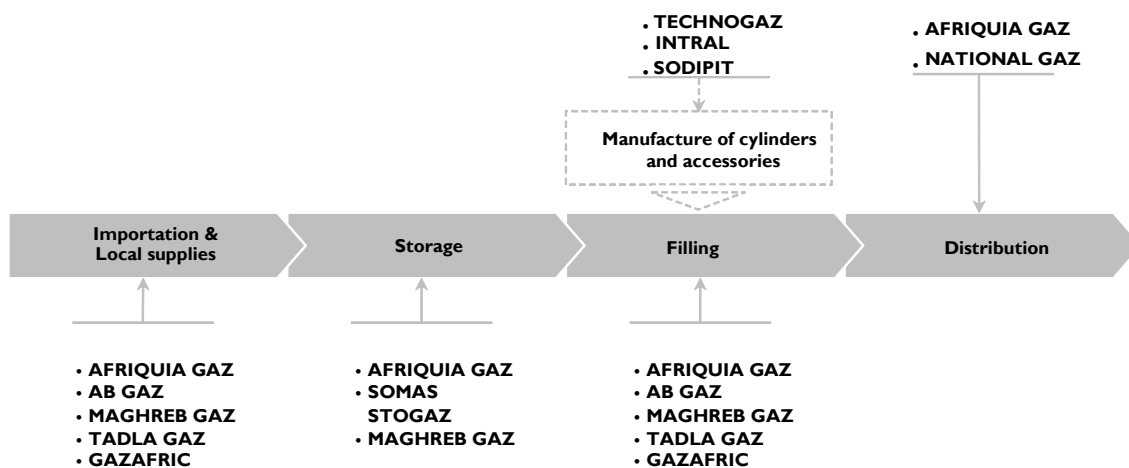 . TECHNOGAZ
. INTRAL
. SODIPIT
. AFRIQUIA GAZ
. NATIONAL GAZ
Manufacture of cylinders
and accessories
Importation &
Local supplies
Storage
Filling
Distribution
• AFRIQUIA GAZ
• AB GAZ
• MAGHREB GAZ
• TADLA GAZ
• GAZAFRIC
• AFRIQUIA GAZ
• SOMAS
STOGAZ
• MAGHREB GAZ
• AFRIQUIA GAZ
• AB GAZ
• MAGHREB GAZ
• TADLA GAZ
• GAZAFRIC